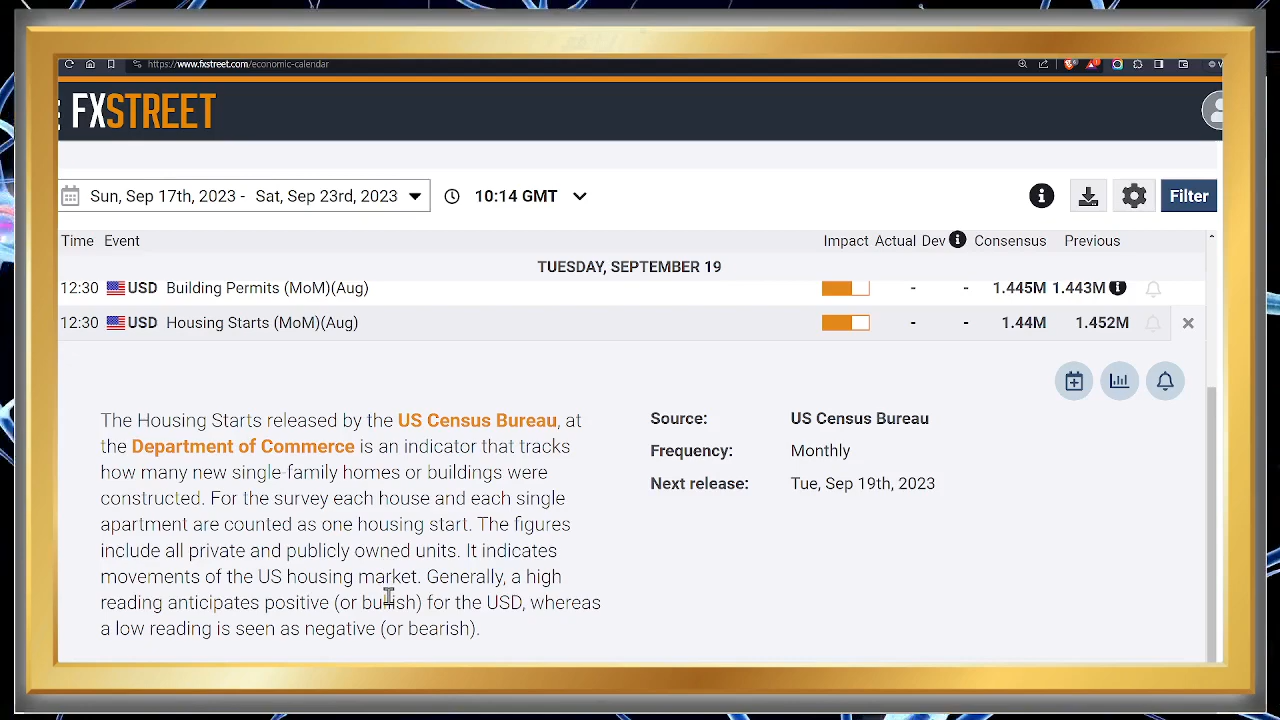 https://www.fxstreet.com/economic-calendar
FXSTREET
Sun, Sep 17th, 2023 - Sat, Sep 23rd, 2023 10:14 GMT Filter
Time Event Impact Actual Dev Consensus Previous
TUESDAY, SEPTEMBER 19
12:30 USD Building Permits (MoM)(Aug) - - 1.445M 1.443M
12:30 USD Housing Starts (MoM)(Aug) - - 1.44M 1.452M
The Housing Starts released by the US Census Bureau, at
the Department of Commerce is an indicator that tracks
how many new single-family homes or buildings were
constructed. For the survey each house and each single
apartment are counted as one housing start. The figures
include all private and publicly owned units. It indicates
movements of the US housing market. Generally, a high
reading anticipates positive (or bullish) for the USD, whereas
a low reading is seen as negative (or bearish).
Source: US Census Bureau
Frequency: Monthly
Next release: Tue, Sep 19th, 2023